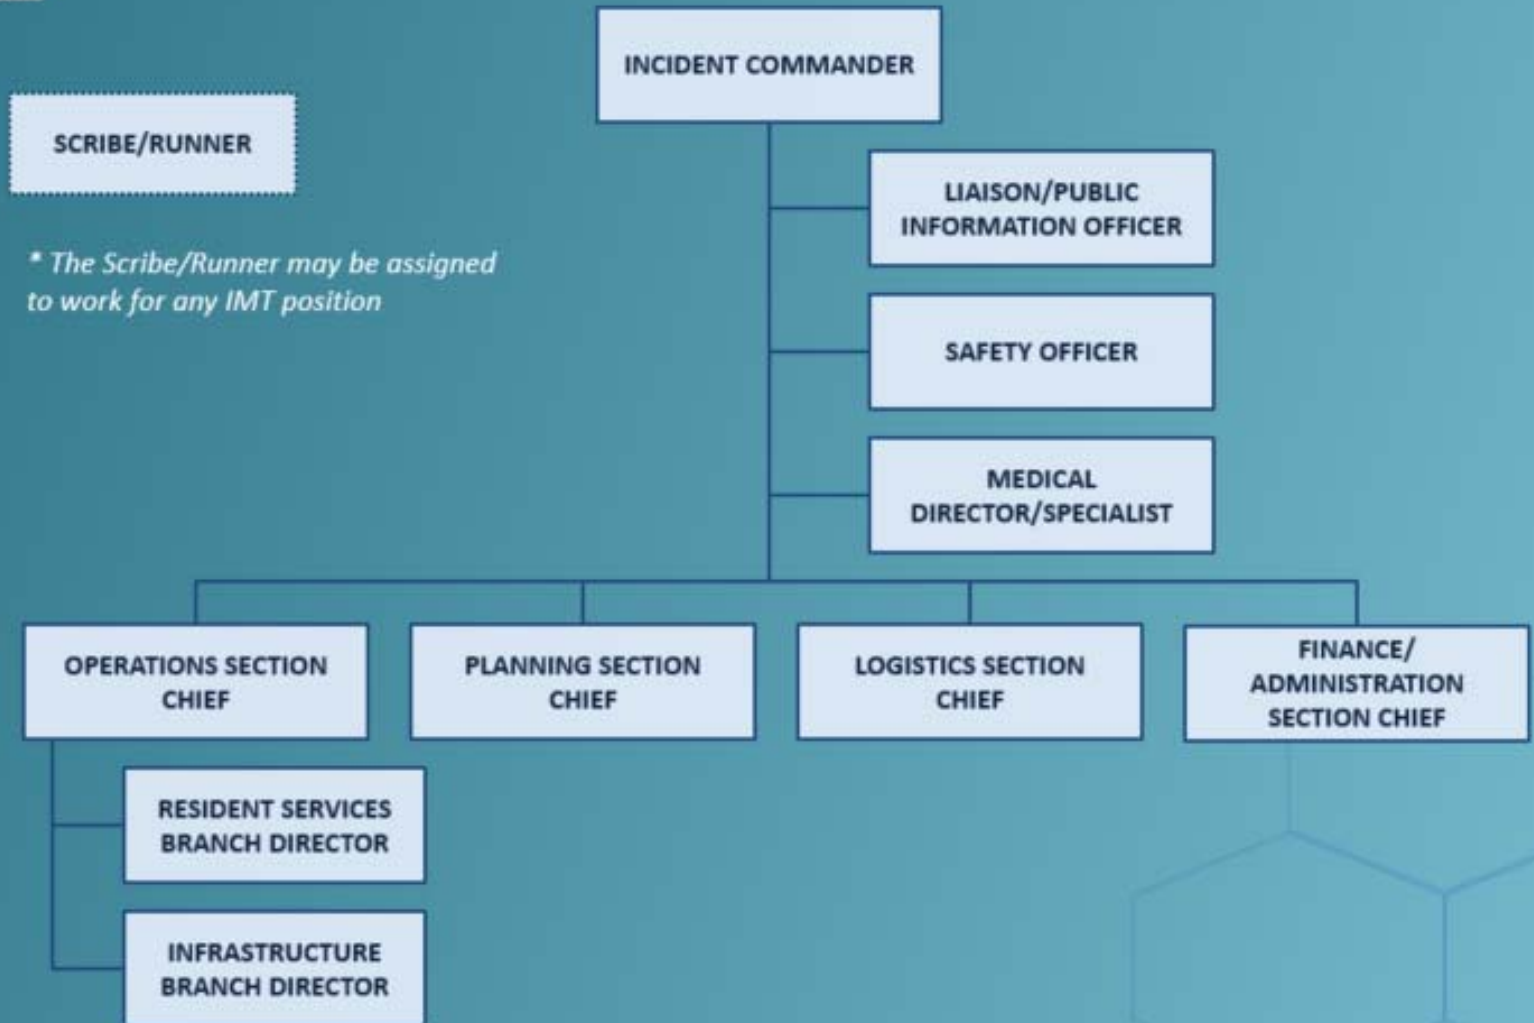 INCIDENT COMMANDER
SCRIBE/RUNNER
* The Scribe/Runner may be assigned
to work for any IMT position
LIAISON/PUBLIC
INFORMATION OFFICER
SAFETY OFFICER
MEDICAL
DIRECTOR/SPECIALIST
OPERATIONS SECTION
CHIEF
PLANNING SECTION
CHIEF
LOGISTICS SECTION
CHIEF
FINANCE/
ADMINISTRATION
SECTION CHIEF
RESIDENT SERVICES
BRANCH DIRECTOR
INFRASTRUCTURE
BRANCH DIRECTOR